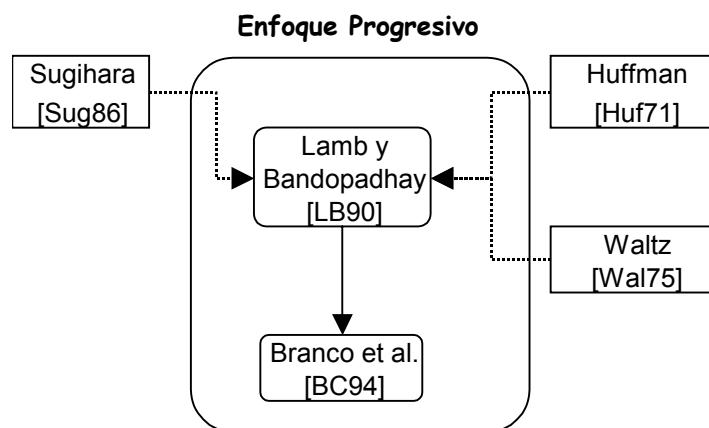 Enfoque Progresivo
Sugihara
[Sug86]
Huffman
[Huf71]
Lamb y
Bandopadhay
[LB90]
Waltz
[Wal75]
Branco et al.
[BC94]